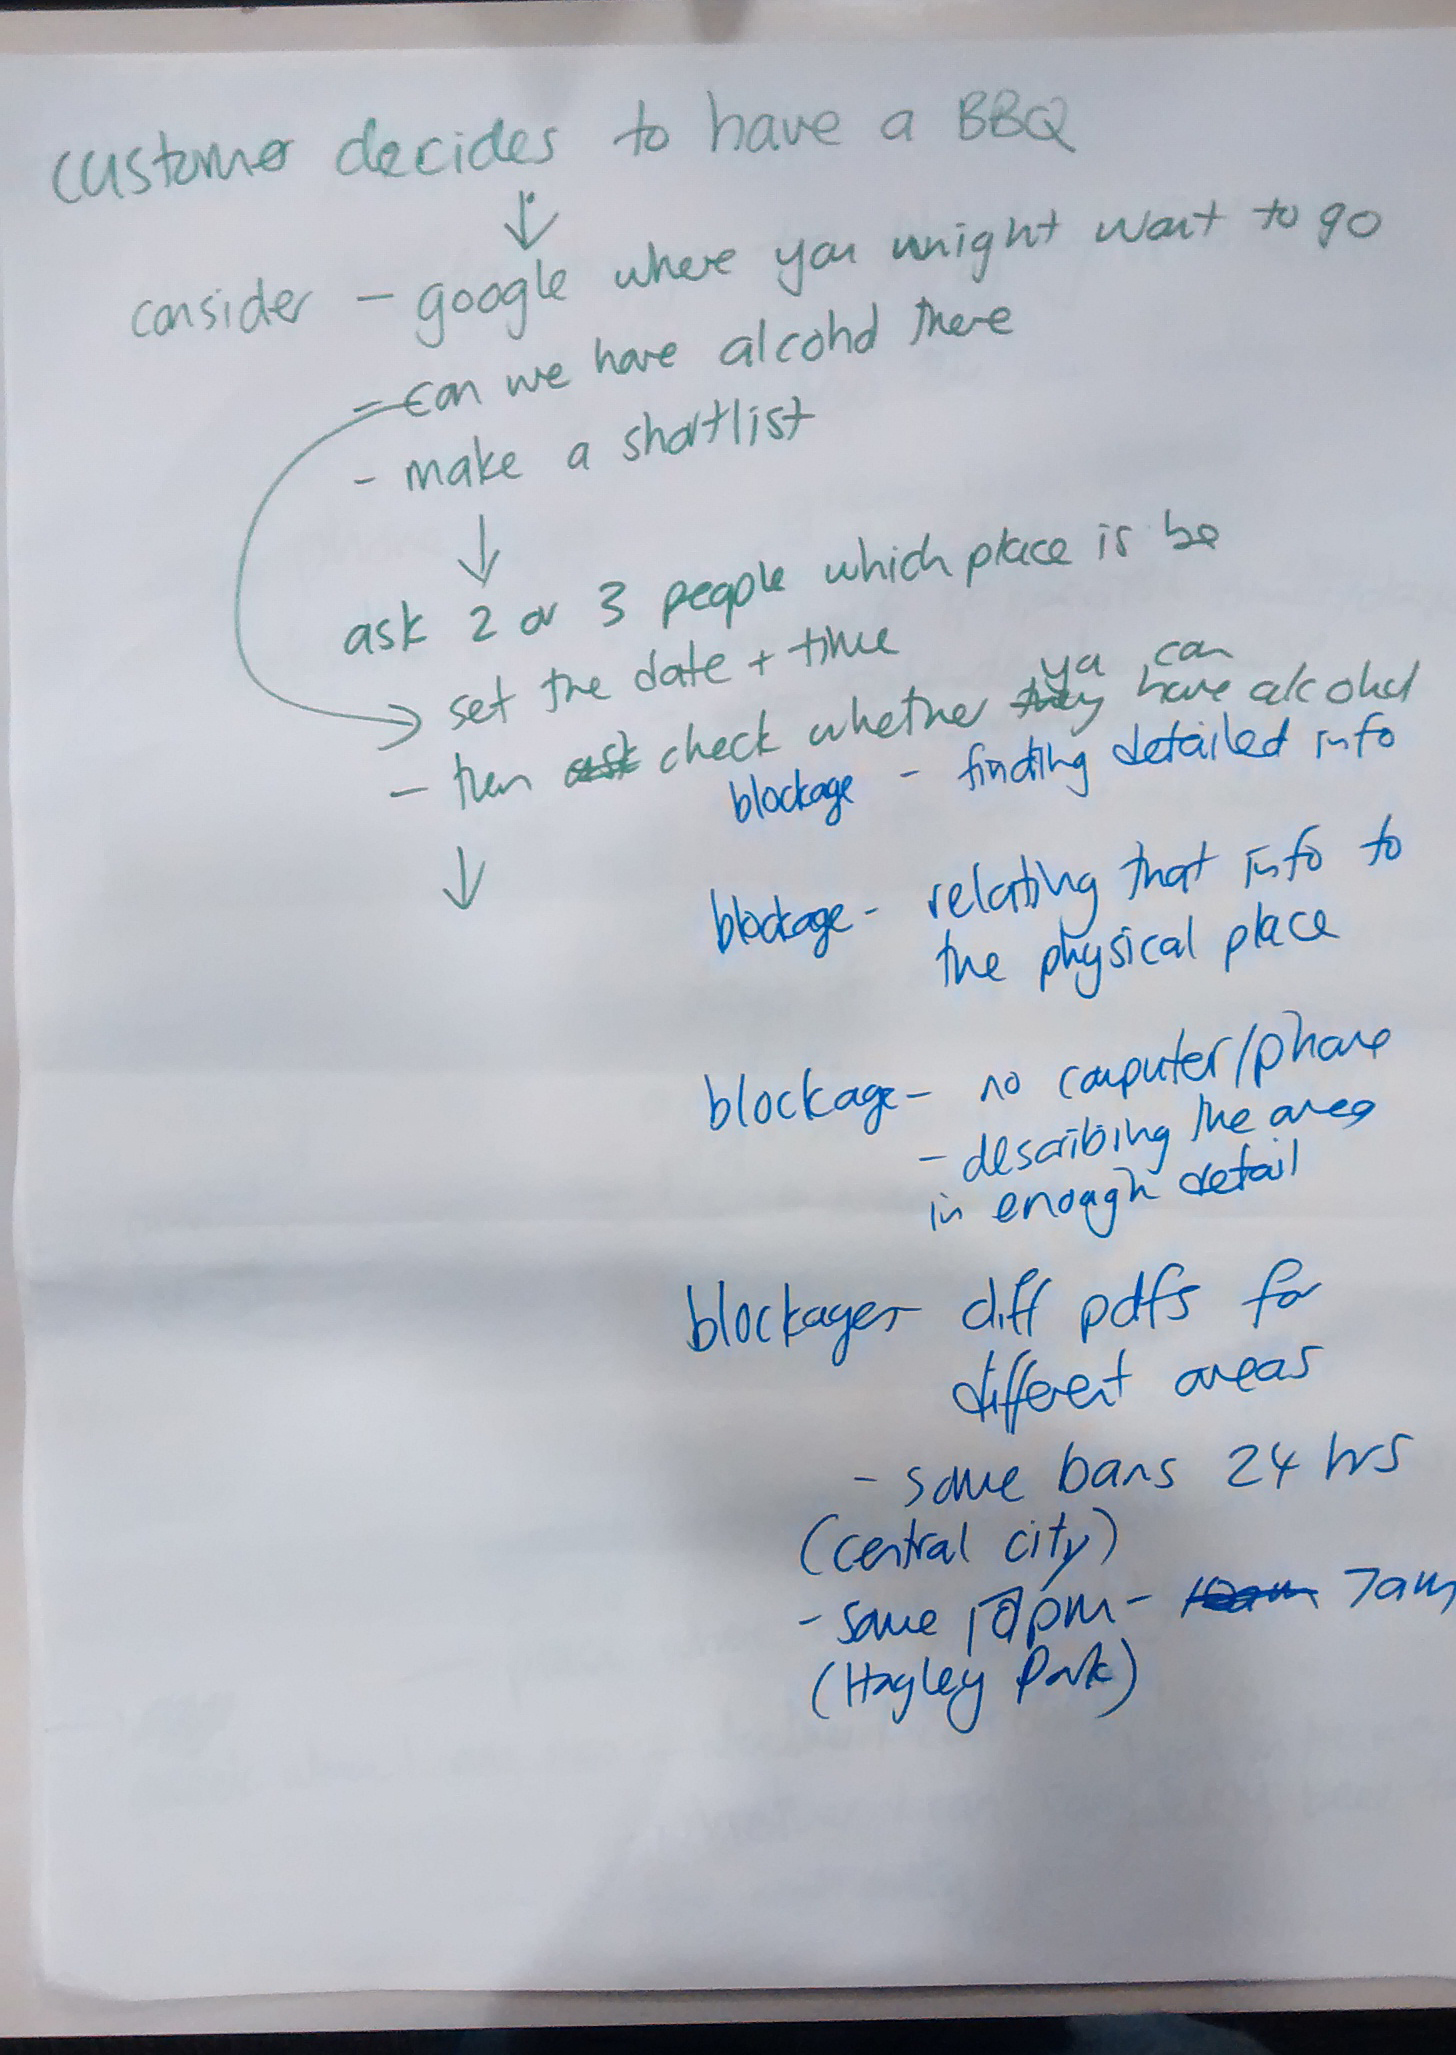 customer decides to have a BBQ
↓
consider - google where you might want to go
- can we have alcohol there
- make a shortlist
↓
ask 2 or 3 people which place is be
set the date + time
ya can
- then ask check whether they have alcohol
blockage - finding detailed info
↓
blockage - relating that info to
the physical place
blockage - no computer/phone
- describing the area
in enough detail
blockages - diff pdfs for
different areas
- some bans 24 hrs
(central city)
- some 10pm - 10am 7am
(Hagley Park)